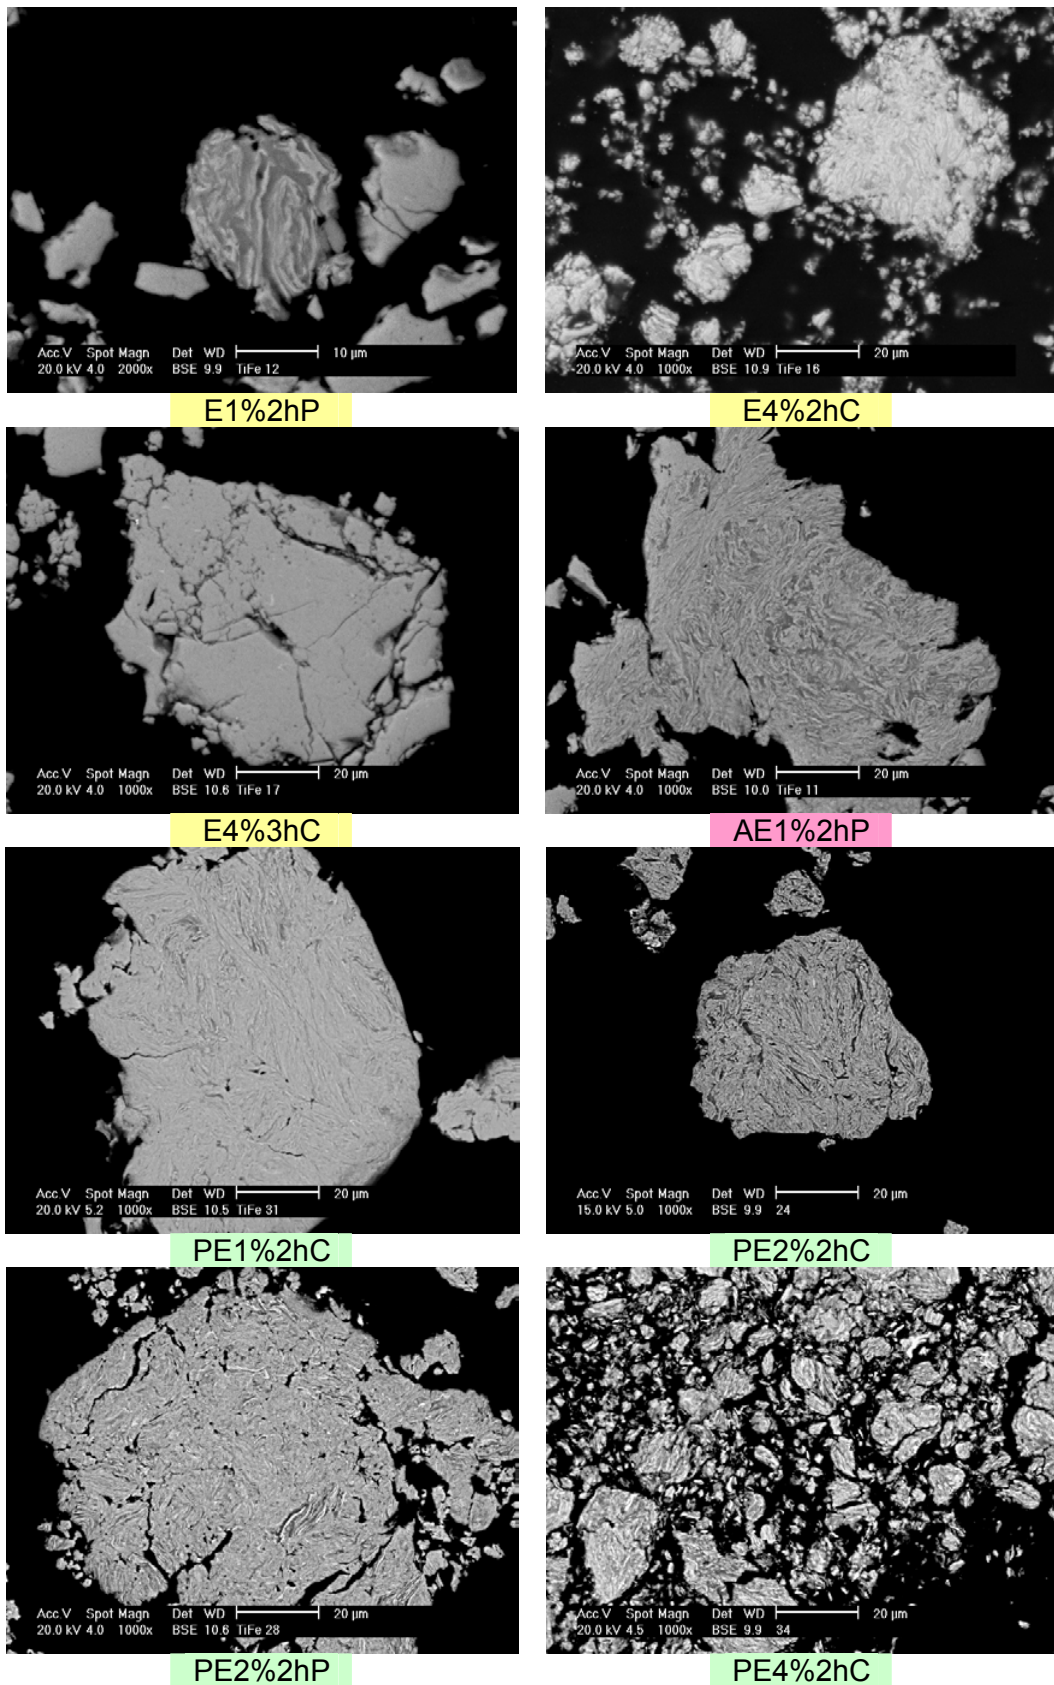 Acc.V Spot Magn Det WD 10 µm
20.0 kV 4.0 2000x BSE 9.9 TiFe 12
E1%2hP
Acc.V Spot Magn Det WD 20 µm
20.0 kV 4.0 1000x BSE 10.9 TiFe 16
E4%2hC
Acc.V Spot Magn Det WD 20 µm
20.0 kV 4.0 1000x BSE 10.6 TiFe 17
E4%3hC
Acc.V Spot Magn Det WD 20 µm
20.0 kV 4.0 1000x BSE 10.0 TiFe 11
AE1%2hP
Acc.V Spot Magn Det WD 20 µm
20.0 kV 5.2 1000x BSE 10.5 TiFe 31
PE1%2hC
Acc.V Spot Magn Det WD 20 µm
15.0 kV 5.0 1000x BSE 9.9 24
PE2%2hC
Acc.V Spot Magn Det WD 20 µm
20.0 kV 4.0 1000x BSE 10.6 TiFe 28
PE2%2hP
Acc.V Spot Magn Det WD 20 µm
20.0 kV 4.5 1000x BSE 9.9 34
PE4%2hC